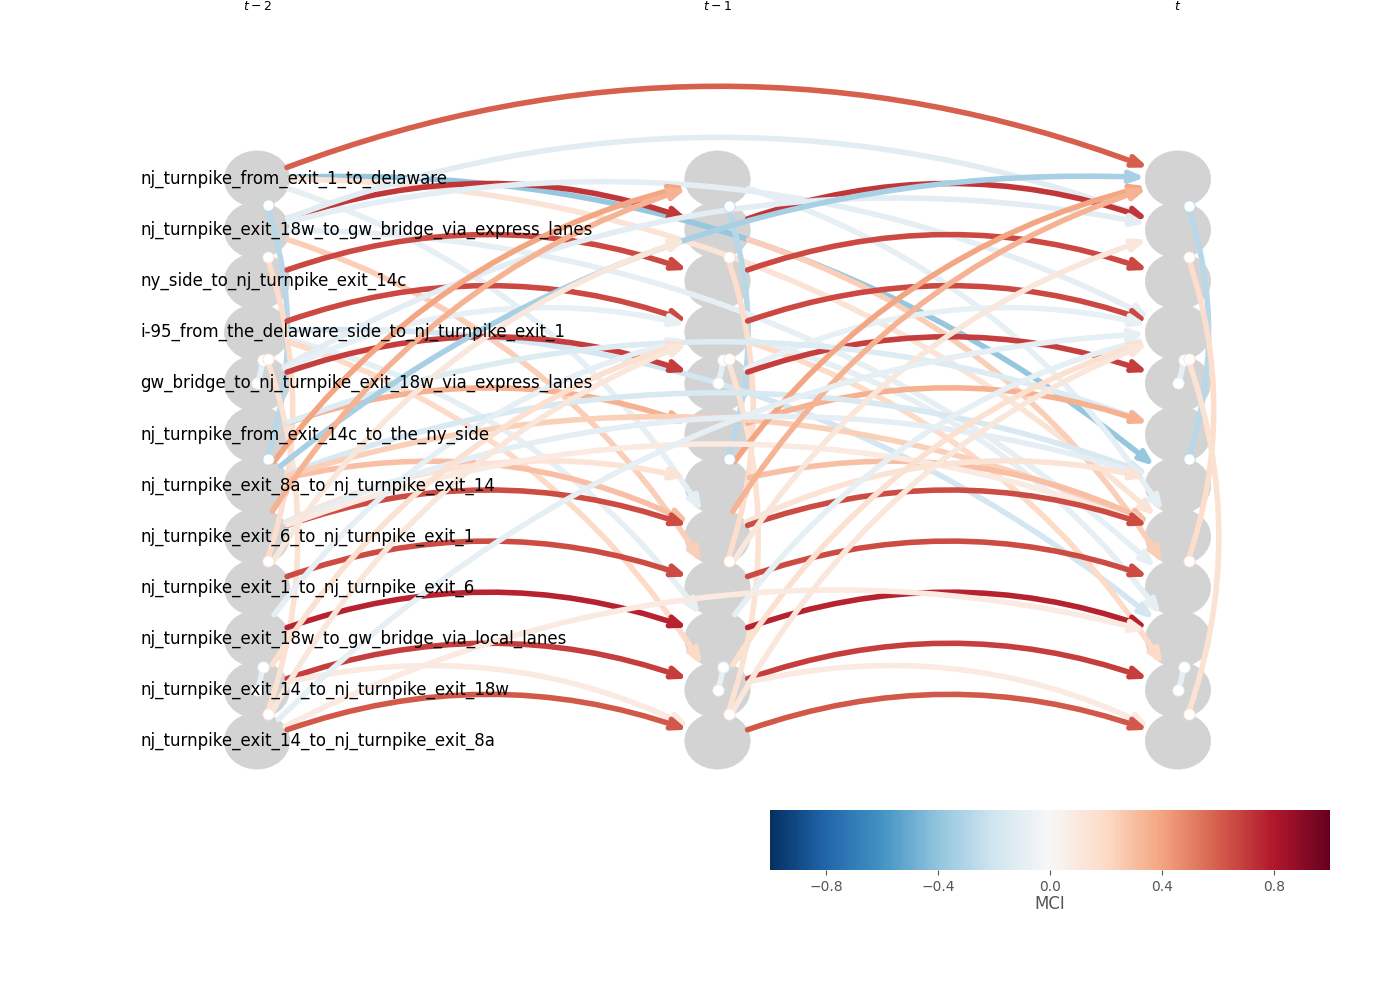 t − 2 t − 1 t
nj_turnpike_from_exit_1_to_delaware
nj_turnpike_exit_18w_to_gw_bridge_via_express_lanes
ny_side_to_nj_turnpike_exit_14c
i-95_from_the_delaware_side_to_nj_turnpike_exit_1
gw_bridge_to_nj_turnpike_exit_18w_via_express_lanes
nj_turnpike_from_exit_14c_to_the_ny_side
nj_turnpike_exit_8a_to_nj_turnpike_exit_14
nj_turnpike_exit_6_to_nj_turnpike_exit_1
nj_turnpike_exit_1_to_nj_turnpike_exit_6
nj_turnpike_exit_18w_to_gw_bridge_via_local_lanes
nj_turnpike_exit_14_to_nj_turnpike_exit_18w
nj_turnpike_exit_14_to_nj_turnpike_exit_8a
−0.8 −0.4 0.0 0.4 0.8
MCI